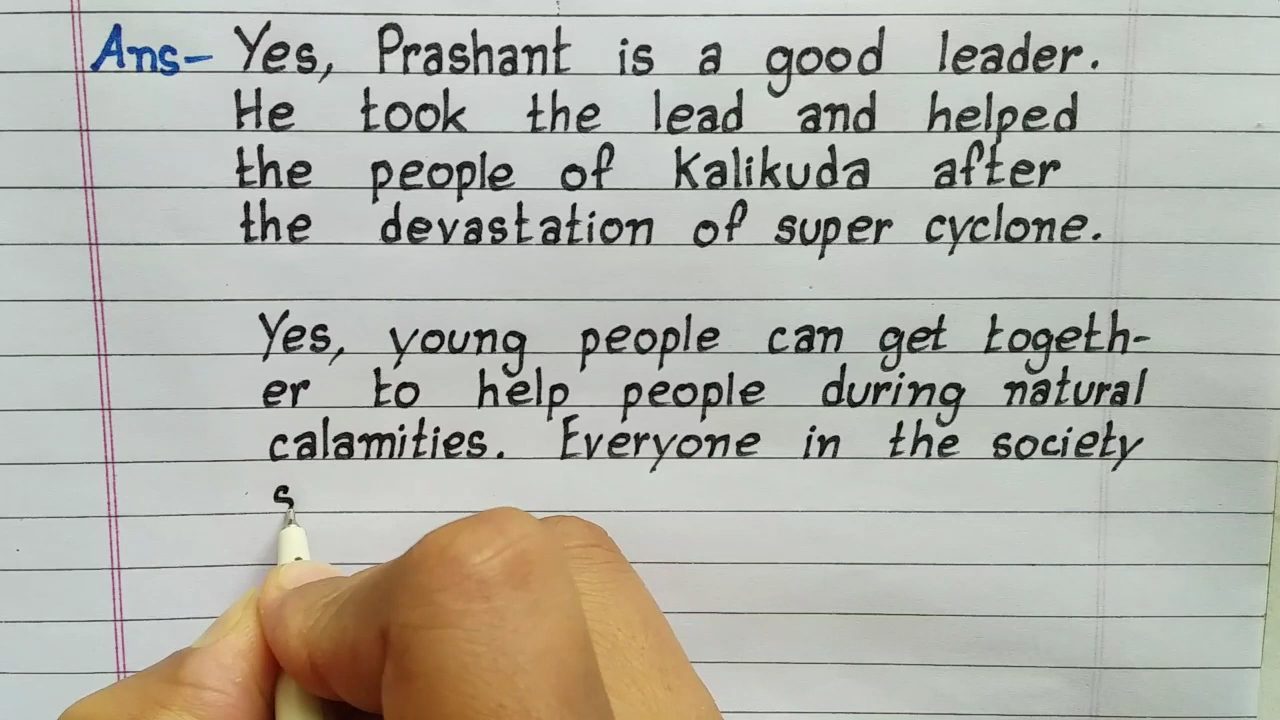 Ans- Yes, Prashant is a good leader.
He took the lead and helped
the people of Kalikuda after
the devastation of super cyclone.
Yes, young people can get togeth-
er to help people during natural
calamities. Everyone in the society
s